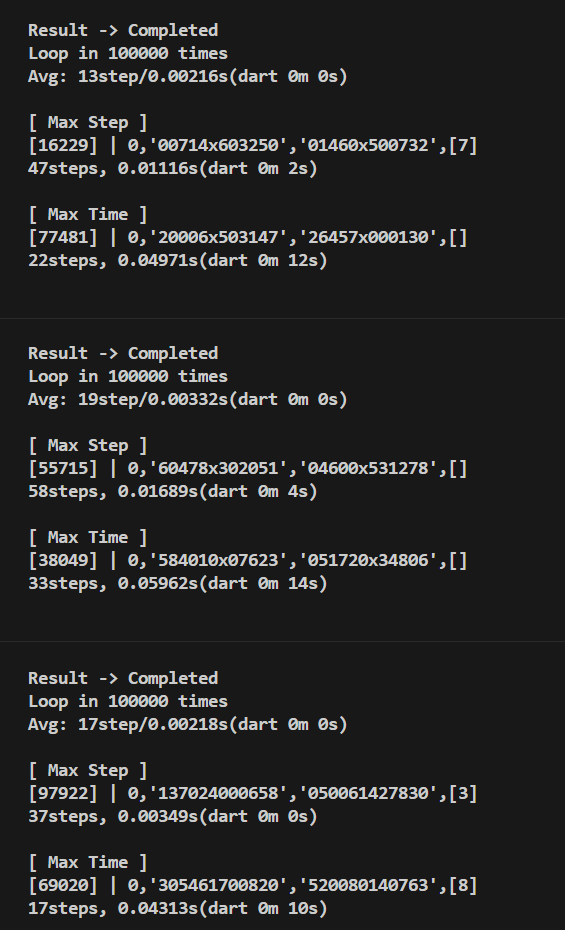 Result -> Completed
Loop in 100000 times
Avg: 13step/0.00216s(dart 0m 0s)
[ Max Step ]
[16229] | 0,'00714x603250','01460x500732',[7]
47steps, 0.01116s(dart 0m 2s)
[ Max Time ]
[77481] | 0,'20006x503147','26457x000130',[]
22steps, 0.04971s(dart 0m 12s)
Result -> Completed
Loop in 100000 times
Avg: 19step/0.00332s(dart 0m 0s)
[ Max Step ]
[55715] | 0,'60478x302051','04600x531278',[]
58steps, 0.01689s(dart 0m 4s)
[ Max Time ]
[38049] | 0,'584010x07623','051720x34806',[]
33steps, 0.05962s(dart 0m 14s)
Result -> Completed
Loop in 100000 times
Avg: 17step/0.00218s(dart 0m 0s)
[ Max Step ]
[97922] | 0,'137024000658','050061427830',[3]
37steps, 0.00349s(dart 0m 0s)
[ Max Time ]
[69020] | 0,'305461700820','520080140763',[8]
17steps, 0.04313s(dart 0m 10s)